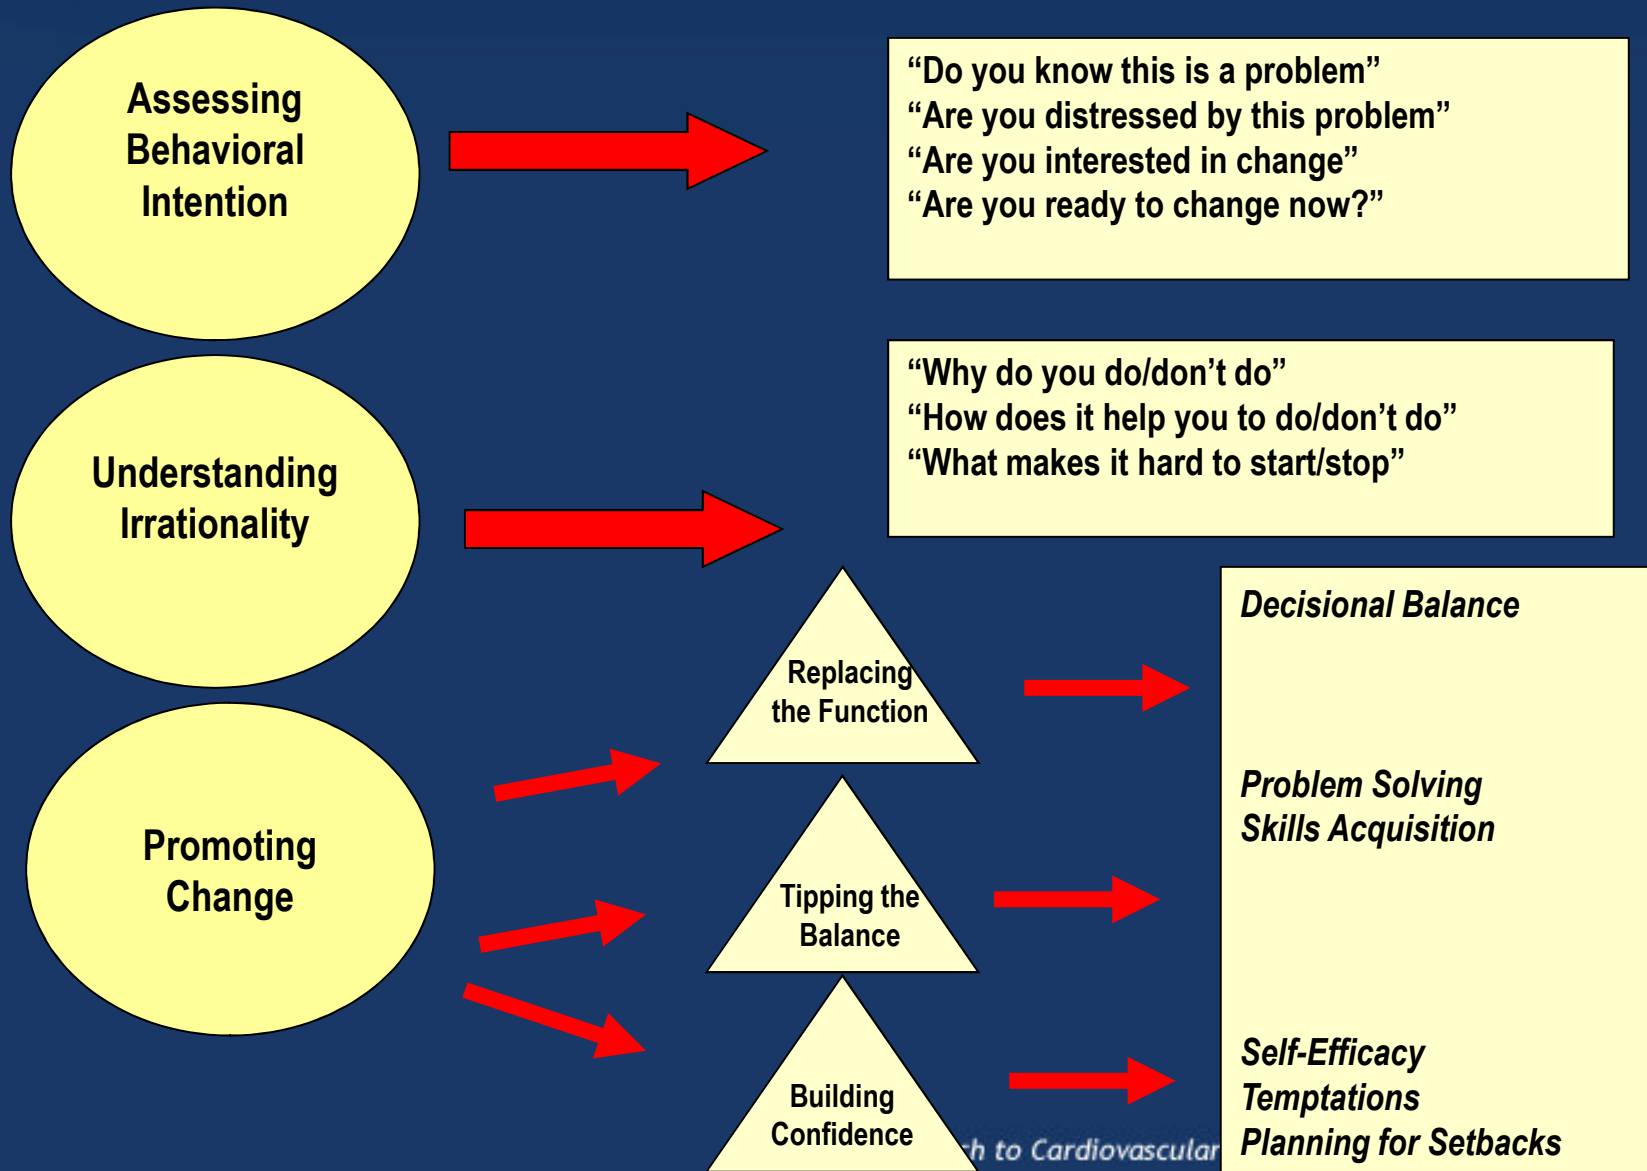 Assessing
Behavioral
Intention
“Do you know this is a problem”
“Are you distressed by this problem”
“Are you interested in change”
“Are you ready to change now?”
Understanding
Irrationality
“Why do you do/don’t do”
“How does it help you to do/don’t do”
“What makes it hard to start/stop”
Promoting
Change
Replacing
the Function
Decisional Balance
Tipping the
Balance
Problem Solving
Skills Acquisition
Building
Confidence
Self-Efficacy
Temptations
Planning for Setbacks
to Cardiovascular